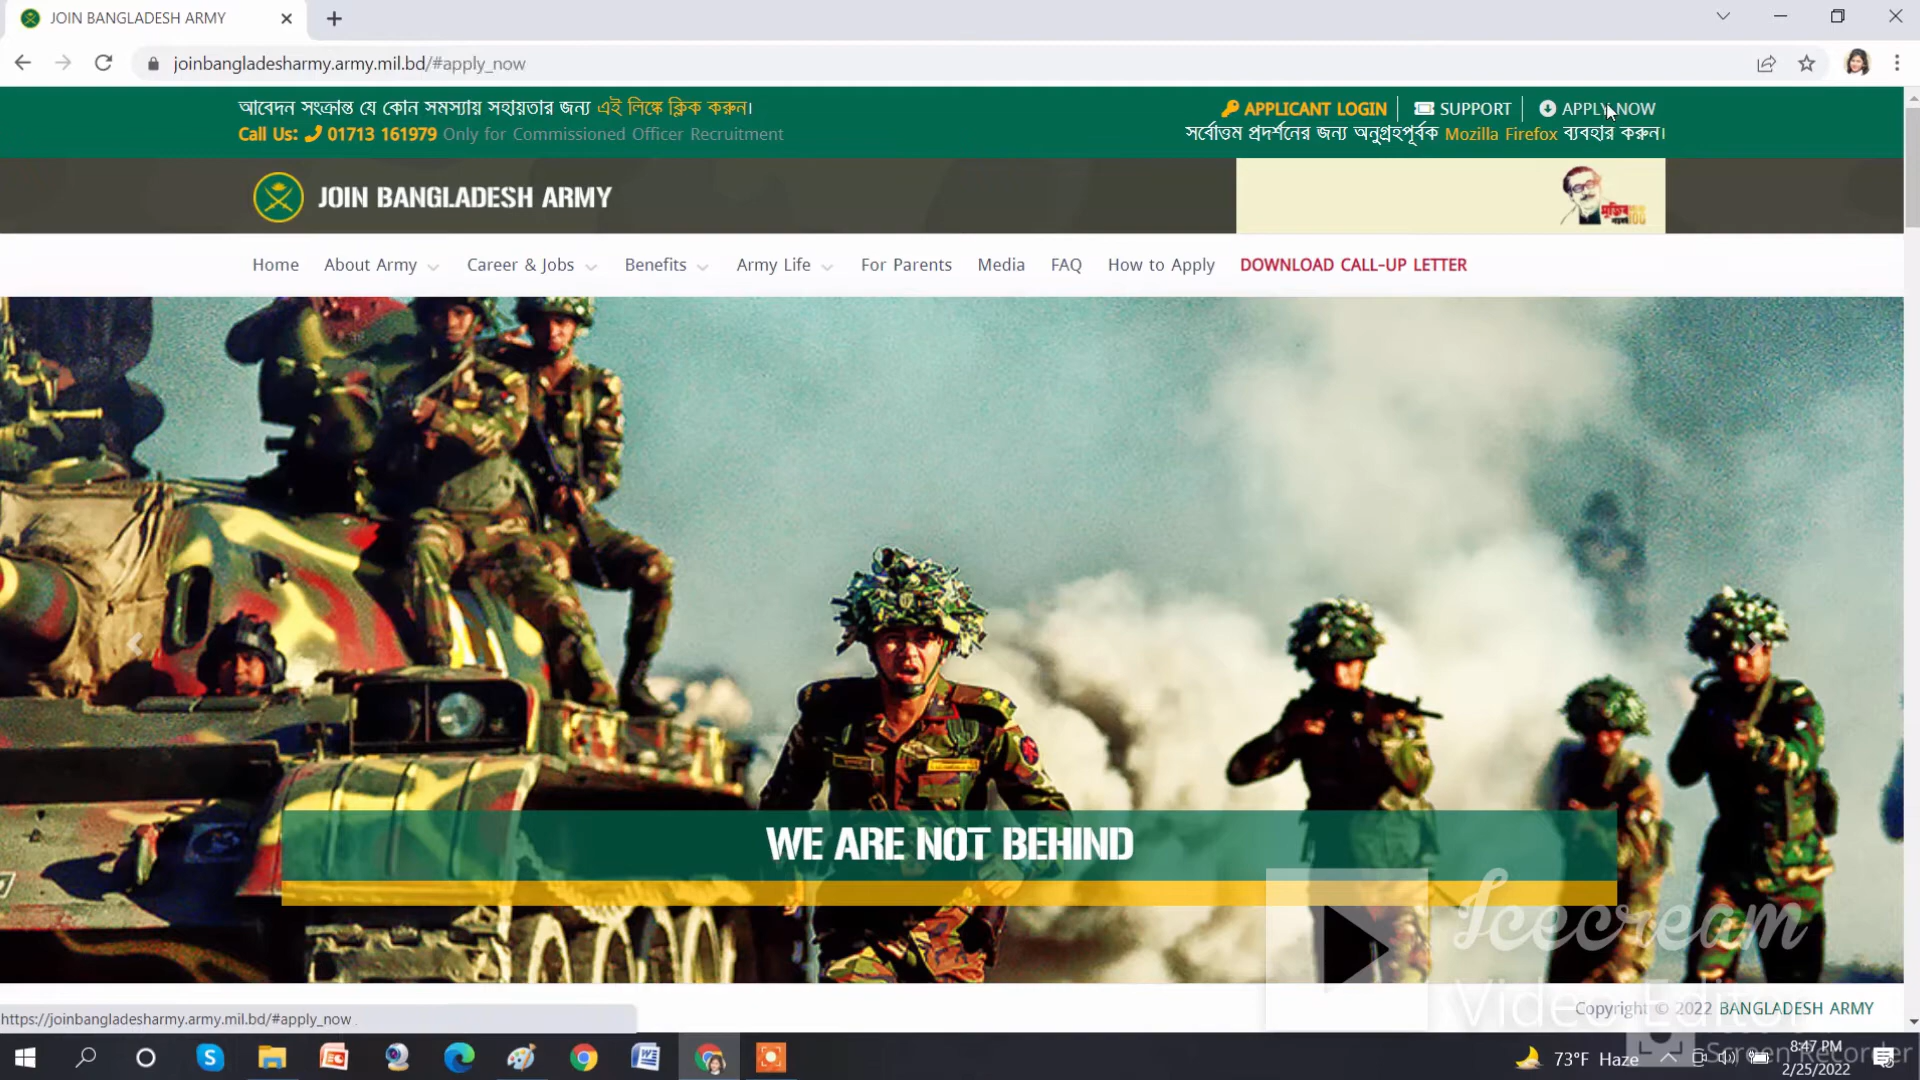 JOIN BANGLADESH ARMY
joinbangladesharmy.army.mil.bd/#apply_now
আবেদন সংক্রান্ত যে কোন সমস্যায় সহায়তার জন্য এই লিঙ্কে ক্লিক করুন।
APPLICANT LOGIN SUPPORT APPLY NOW
Call Us: 01713 161979 Only for Commissioned Officer Recruitment
সর্বোত্তম প্রদর্শনের জন্য অনুগ্রহপূর্বক Mozilla Firefox ব্যবহার করুন।
JOIN BANGLADESH ARMY
Home About Army Career & Jobs Benefits Army Life For Parents Media FAQ How to Apply DOWNLOAD CALL-UP LETTER
WE ARE NOT BEHIND
Icecream
Video Editor
Copyright © 2022 BANGLADESH ARMY
https://joinbangladesharmy.army.mil.bd/#apply_now
Screen Recorder
73°F Haze
8:47 PM
2/25/2022